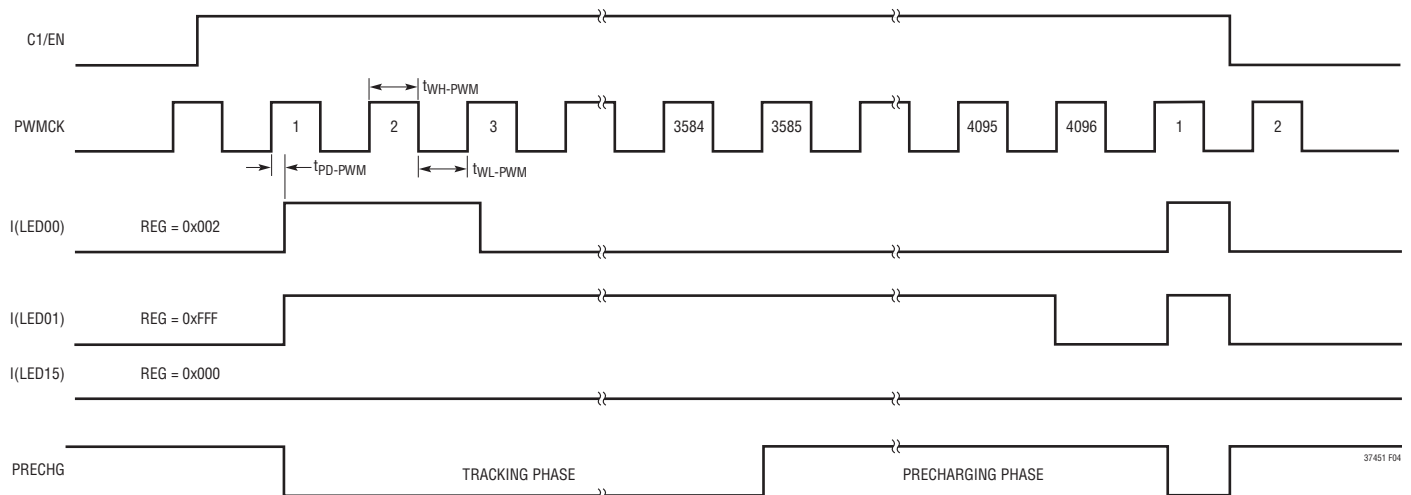 C1/EN
tWH-PWM
PWMCK 1 2 3 3584 3585 4095 4096 1 2
tPD-PWM tWL-PWM
I(LED00) REG = 0x002
I(LED01) REG = 0xFFF
I(LED15) REG = 0x000
PRECHG TRACKING PHASE PRECHARGING PHASE
37451 F04